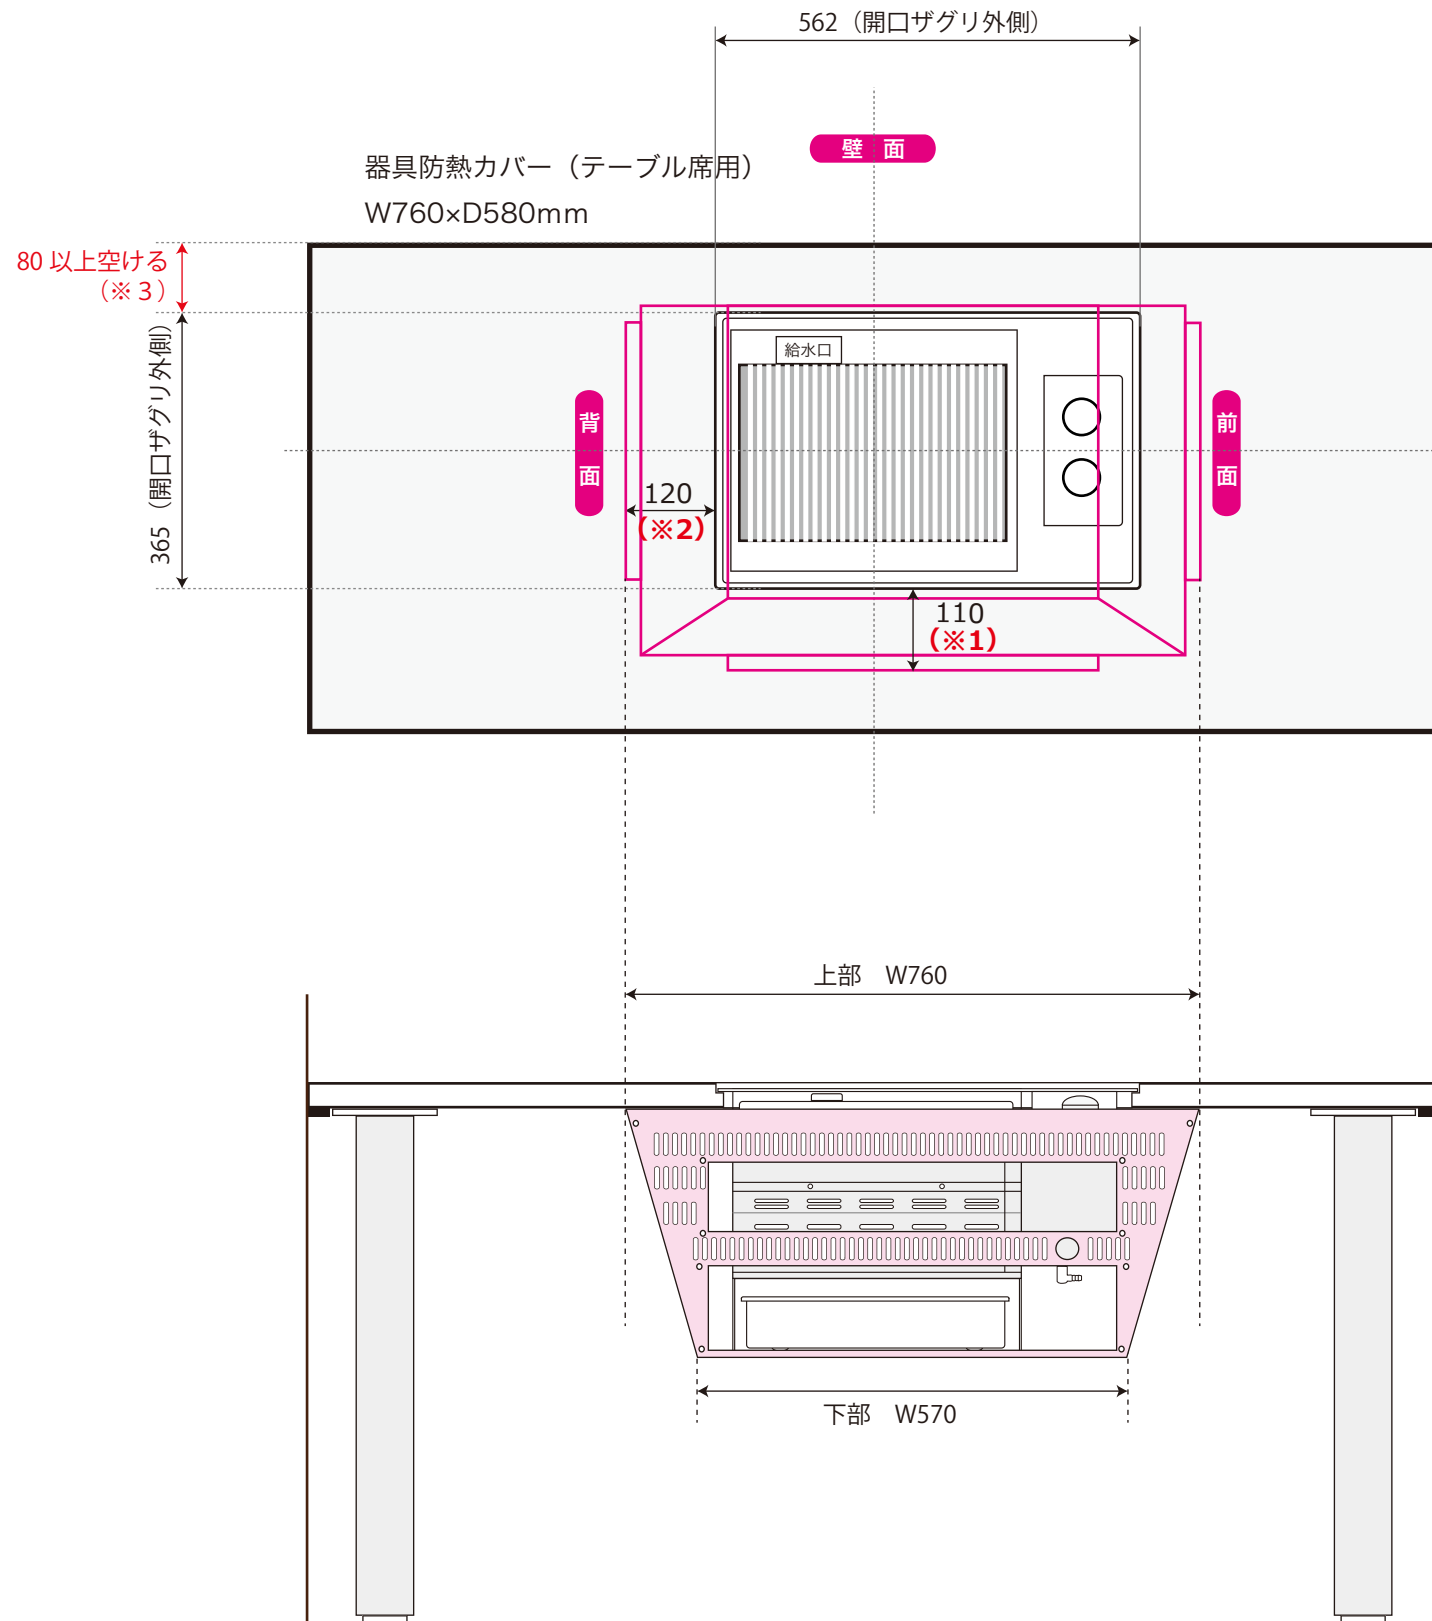 562（開口ザグリ外側）
壁 面
器具防熱カバー（テーブル席用）
W760×D580mm
80 以上空ける
（※３）
365（開口ザグリ外側）
給水口
背面
前面
120
（※2）
110
（※1）
上部　W760
下部　W570